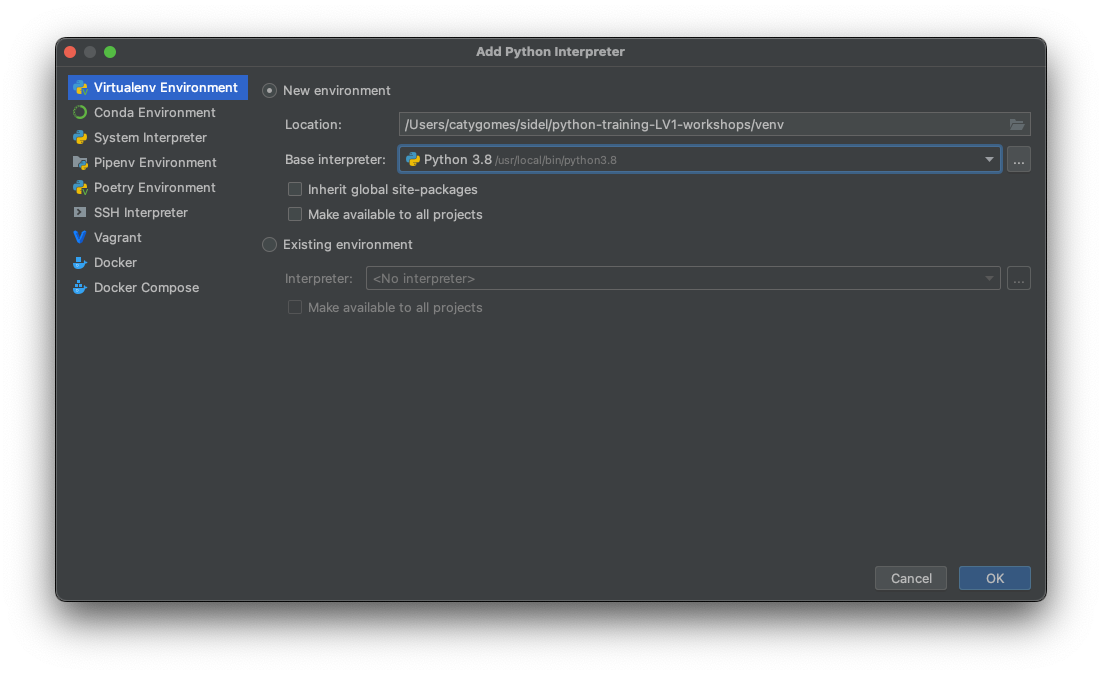 Add Python Interpreter
Virtualenv Environment
Conda Environment
System Interpreter
Pipenv Environment
Poetry Environment
SSH Interpreter
Vagrant
Docker
Docker Compose
New environment
Location: /Users/catygomes/sidel/python-training-LV1-workshops/venv
Base interpreter: Python 3.8 /usr/local/bin/python3.8 ...
Inherit global site-packages
Make available to all projects
Existing environment
Interpreter: <No interpreter> ...
Make available to all projects
Cancel OK